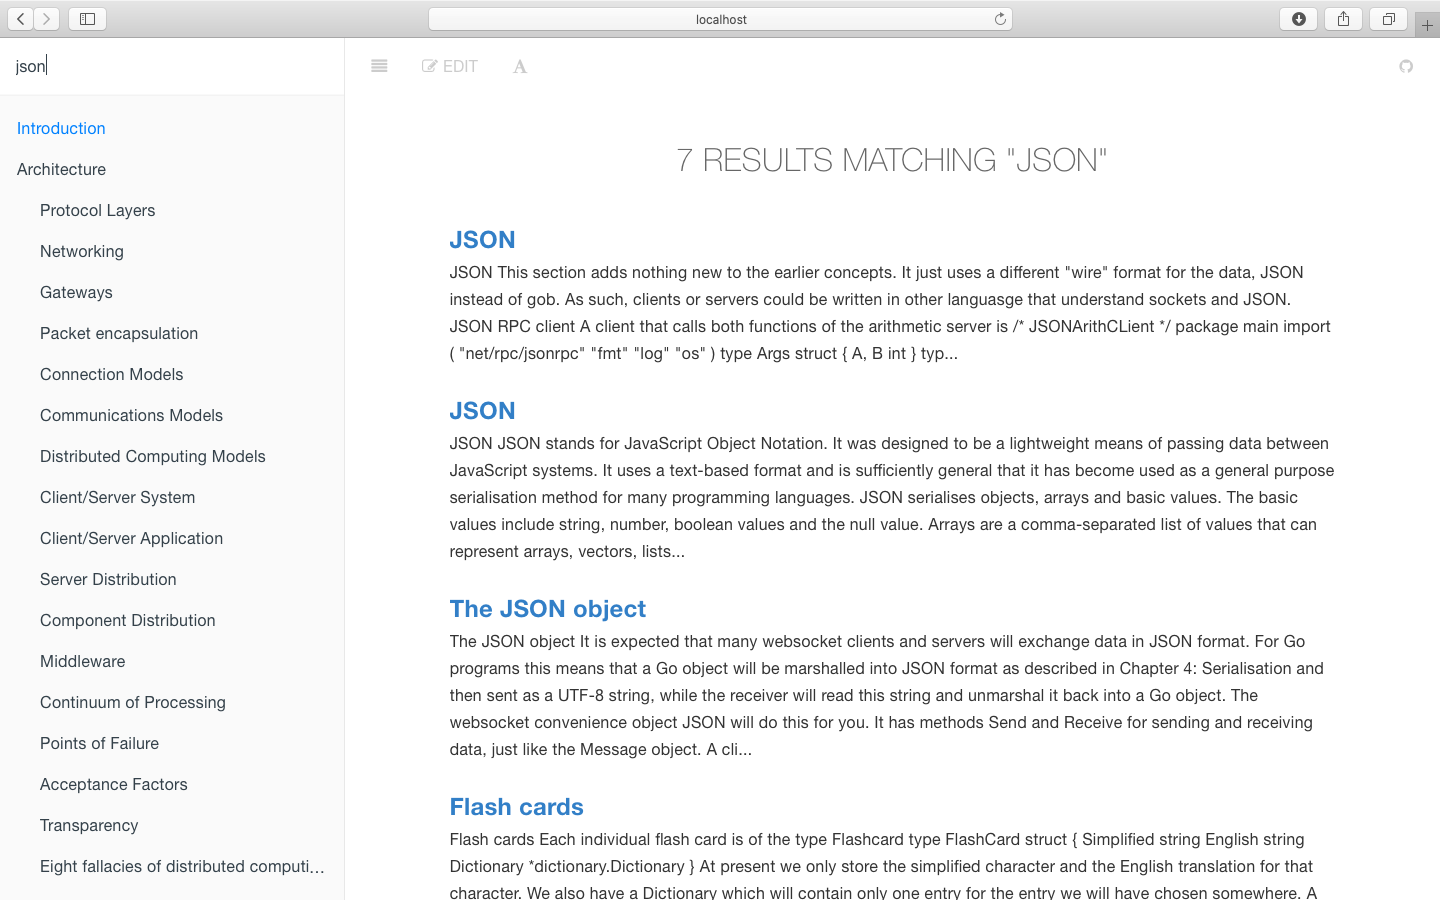 localhost
json
EDIT
A
Introduction
Architecture
Protocol Layers
Networking
Gateways
Packet encapsulation
Connection Models
Communications Models
Distributed Computing Models
Client/Server System
Client/Server Application
Server Distribution
Component Distribution
Middleware
Continuum of Processing
Points of Failure
Acceptance Factors
Transparency
Eight fallacies of distributed computi...
7 RESULTS MATCHING "JSON"
JSON
JSON This section adds nothing new to the earlier concepts. It just uses a different "wire" format for the data, JSON
instead of gob. As such, clients or servers could be written in other languasge that understand sockets and JSON.
JSON RPC client A client that calls both functions of the arithmetic server is /* JSONArithCLient */ package main import
( "net/rpc/jsonrpc" "fmt" "log" "os" ) type Args struct { A, B int } typ...
JSON
JSON JSON stands for JavaScript Object Notation. It was designed to be a lightweight means of passing data between
JavaScript systems. It uses a text-based format and is sufficiently general that it has become used as a general purpose
serialisation method for many programming languages. JSON serialises objects, arrays and basic values. The basic
values include string, number, boolean values and the null value. Arrays are a comma-separated list of values that can
represent arrays, vectors, lists...
The JSON object
The JSON object It is expected that many websocket clients and servers will exchange data in JSON format. For Go
programs this means that a Go object will be marshalled into JSON format as described in Chapter 4: Serialisation and
then sent as a UTF-8 string, while the receiver will read this string and unmarshal it back into a Go object. The
websocket convenience object JSON will do this for you. It has methods Send and Receive for sending and receiving
data, just like the Message object. A cli...
Flash cards
Flash cards Each individual flash card is of the type Flashcard type FlashCard struct { Simplified string English string
Dictionary *dictionary.Dictionary } At present we only store the simplified character and the English translation for that
character. We also have a Dictionary which will contain only one entry for the entry we will have chosen somewhere. A